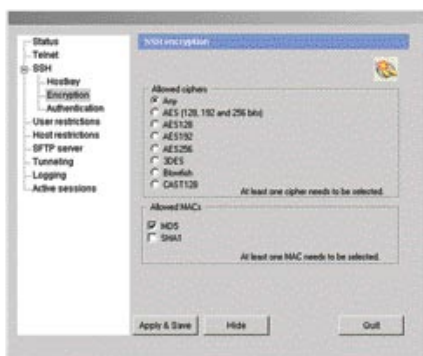 Status
Telnet
SSH
Hostkey
Encryption
Authentication
User restrictions
Host restrictions
SFTP server
Tunneling
Logging
Active sessions
SSH encryption
Allowed ciphers
Any
AES (128, 192 and 256 bits)
AES128
AES192
AES256
3DES
Blowfish
CAST128
At least one cipher needs to be selected.
Allowed MACs
MD5
SHA1
At least one MAC needs to be selected.
Apply & Save
Hide
Quit